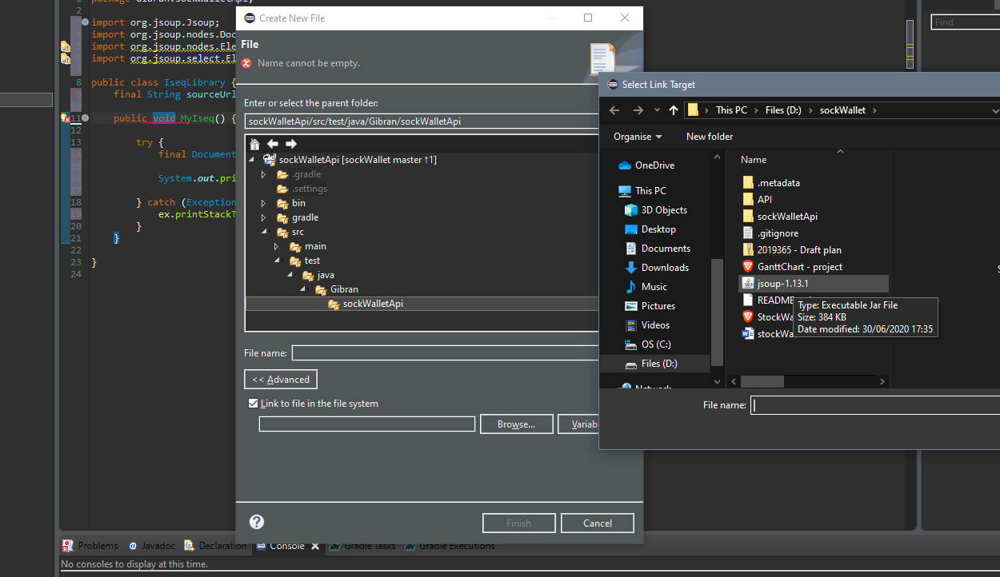 2
3 import org.jsoup.Jsoup;
import org.jsoup.nodes.Doc
import org.jsoup.nodes.Ele
import org.jsoup.select.El
8 public class IseqLibrary {
final String sourceUrl
11 public void MyIseq() {
12
13 try {
final Document
System.out.pri
18 } catch (Exception
19 ex.printStackT
20 }
21 }
22
23 }
24
Create New File
File
Name cannot be empty.
Enter or select the parent folder:
sockWalletApi/src/test/java/Gibran/sockWalletApi
sockWalletApi [sockWallet master ↑1]
.gradle
.settings
bin
gradle
src
main
test
java
Gibran
sockWalletApi
File name:
<< Advanced
Link to file in the file system
Browse...
Variab
Finish
Cancel
Find
Select Link Target
This PC > Files (D:) > sockWallet >
Organise
New folder
OneDrive
This PC
3D Objects
Desktop
Documents
Downloads
Music
Pictures
Videos
OS (C:)
Files (D:)
Network
Name
.metadata
API
sockWalletApi
.gitignore
2019365 - Draft plan
GanttChart - project
jsoup-1.13.1
README
StockWa
stockWa
Type: Executable Jar File
Size: 384 KB
Date modified: 30/06/2020 17:35
File name:
Problems
Javadoc
Declaration
Console
Gradle Tasks
Gradle Executions
No consoles to display at this time.